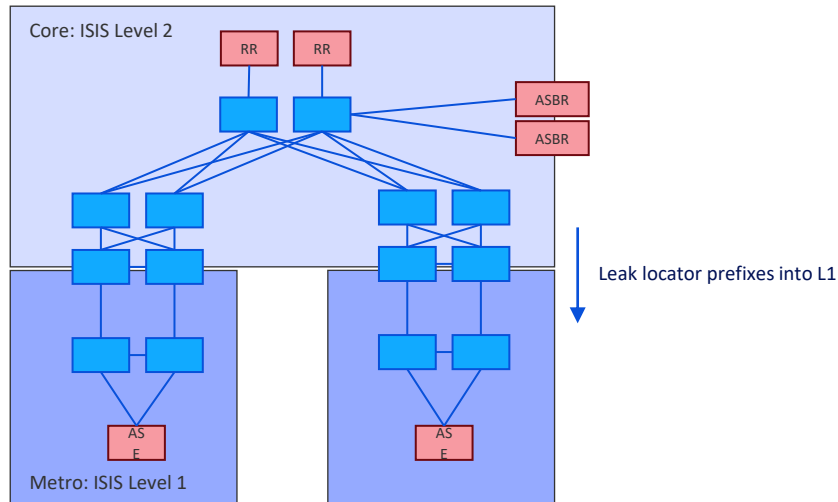 Core: ISIS Level 2
RR
RR
ASBR
ASBR
Leak locator prefixes into L1
AS
E
AS
E
Metro: ISIS Level 1